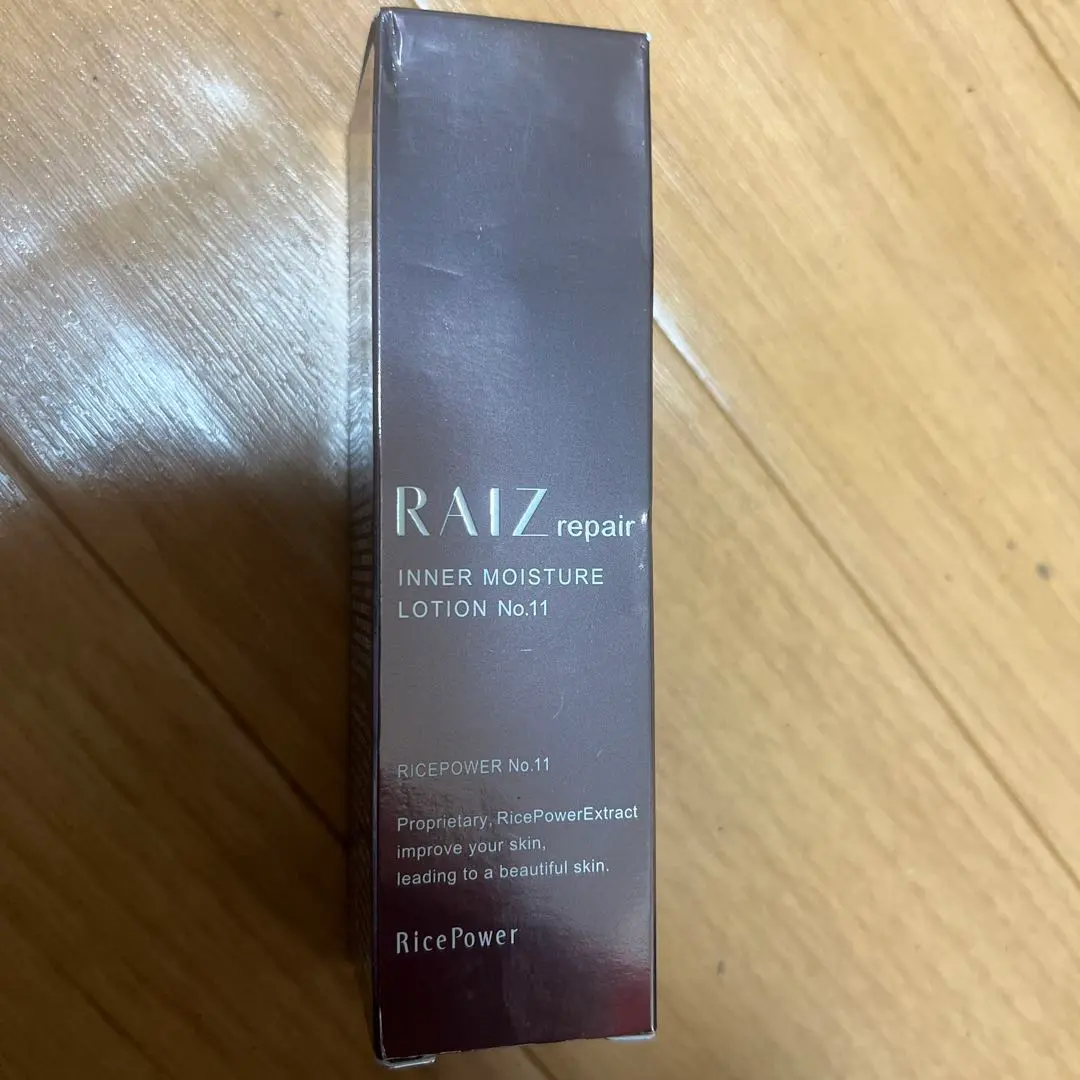 RAIZ repair
INNER MOISTURE
LOTION No.11
RICEPOWER No.11
Proprietary, RicePowerExtract
improve your skin,
leading to a beautiful skin.
RicePower